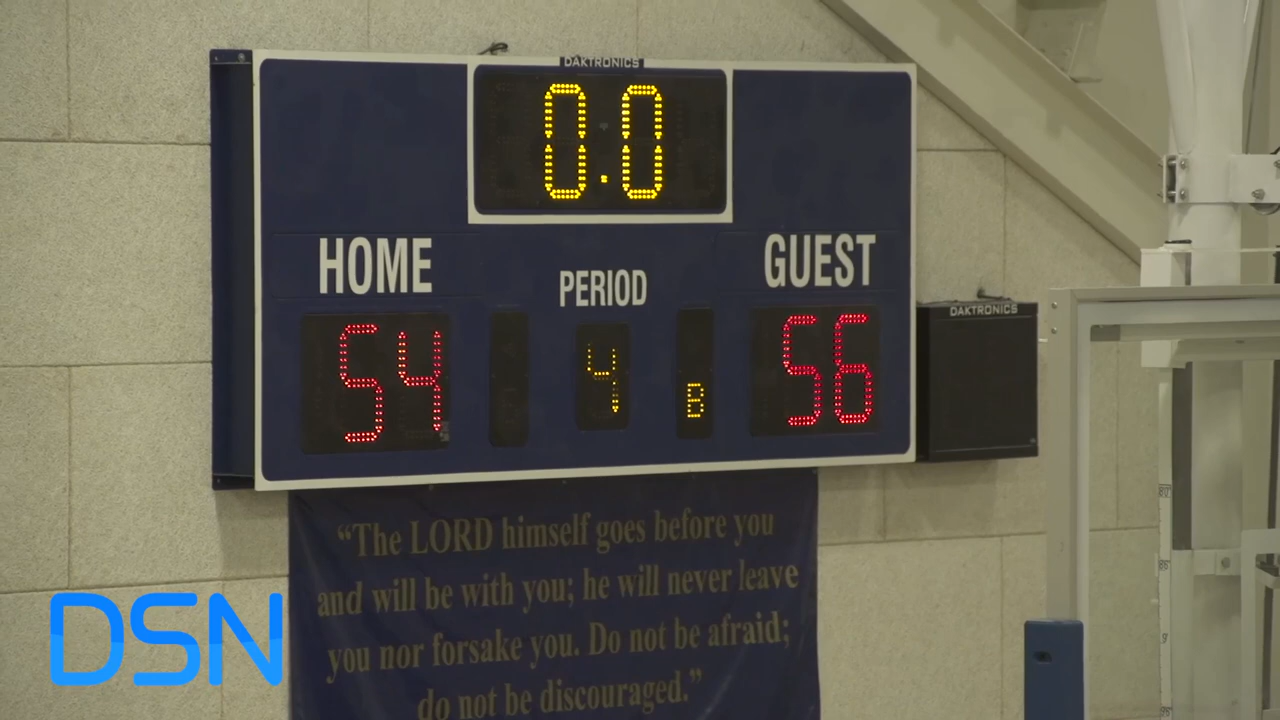 DAKTRONICS
0.0
HOME
PERIOD
GUEST
54
4
B
56
DAKTRONICS
"The LORD himself goes before you
and will be with you; he will never leave
you nor forsake you. Do not be afraid;
do not be discouraged."
DSN